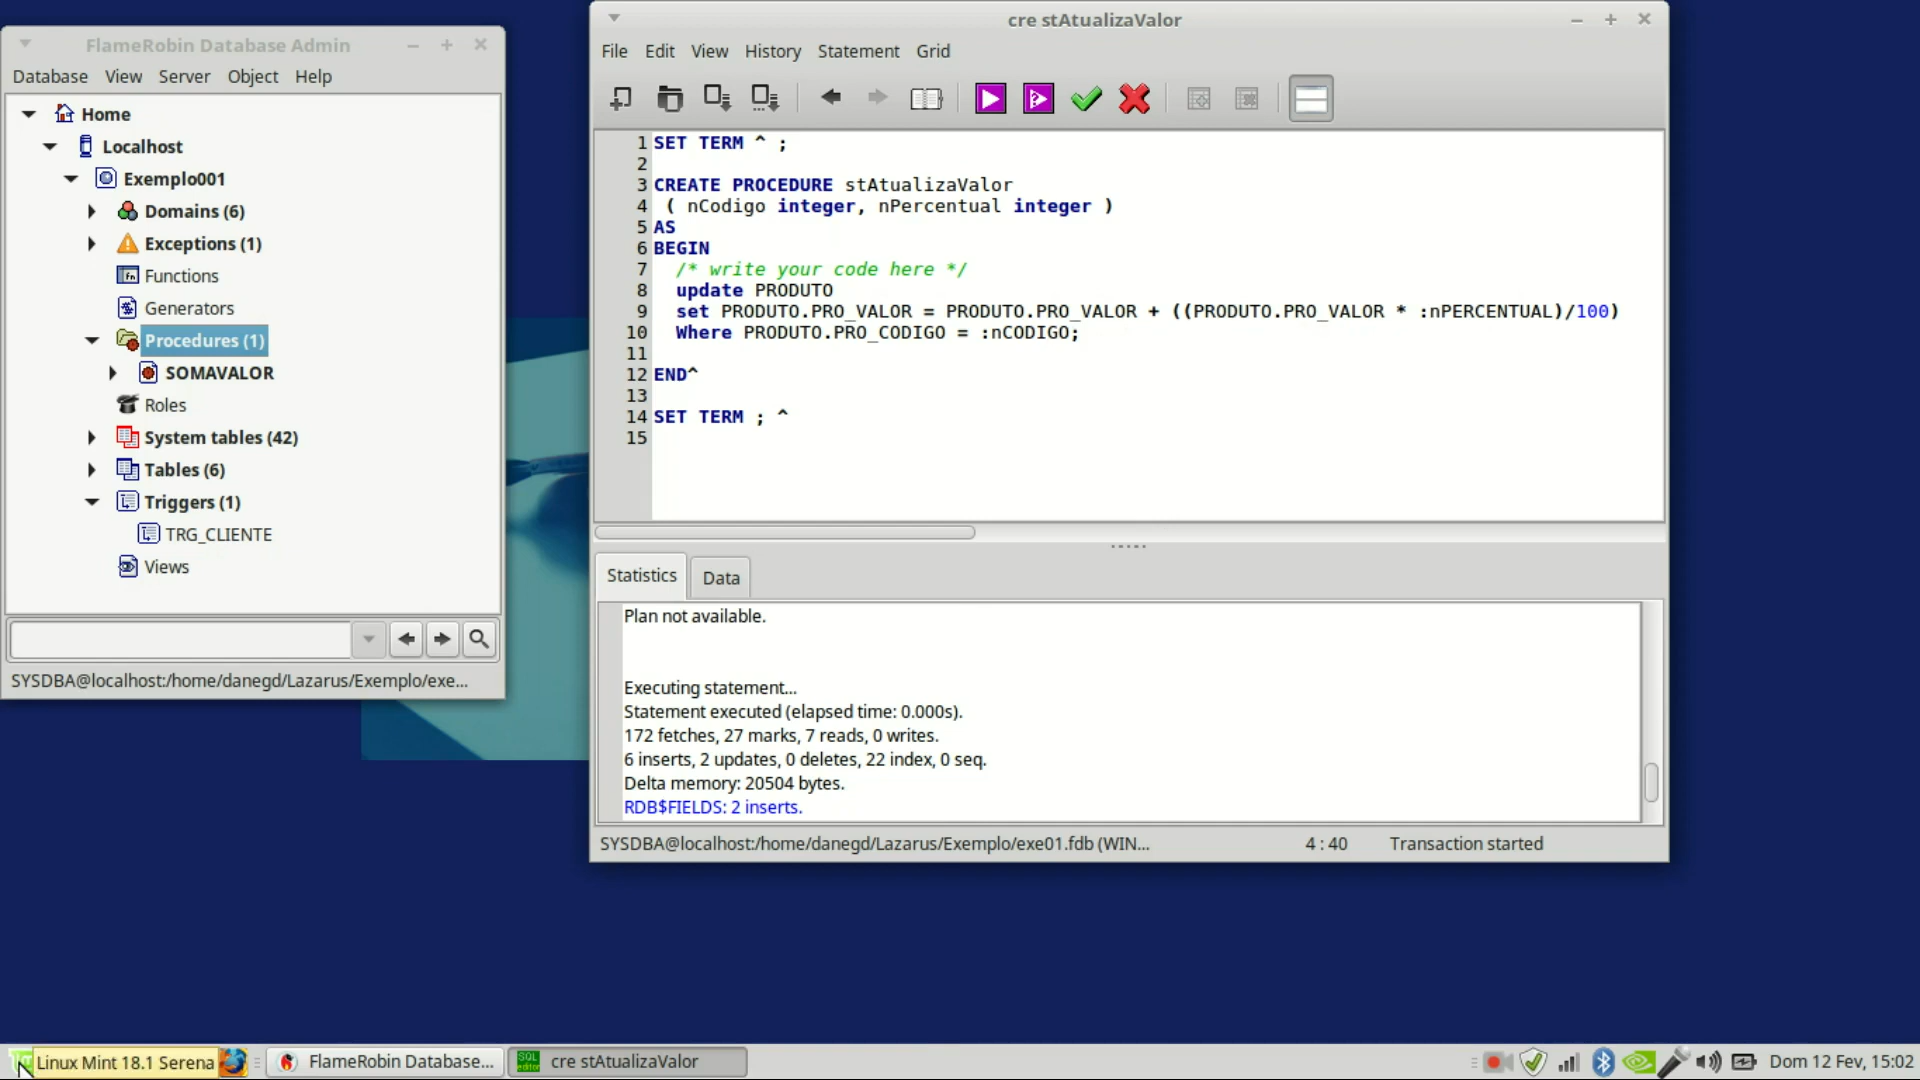 FlameRobin Database Admin
Database View Server Object Help
Home
Localhost
Exemplo001
Domains (6)
Exceptions (1)
Functions
Generators
Procedures (1)
SOMAVALOR
Roles
System tables (42)
Tables (6)
Triggers (1)
TRG_CLIENTE
Views
SYSDBA@localhost:/home/danegd/Lazarus/Exemplo/exe...
cre stAtualizaValor
File Edit View History Statement Grid
1 SET TERM ^ ;
2
3 CREATE PROCEDURE stAtualizaValor
4 ( nCodigo integer, nPercentual integer )
5 AS
6 BEGIN
7 /* write your code here */
8 update PRODUTO
9 set PRODUTO.PRO_VALOR = PRODUTO.PRO_VALOR + ((PRODUTO.PRO_VALOR * :nPERCENTUAL)/100)
10 Where PRODUTO.PRO_CODIGO = :nCODIGO;
11
12 END^
13
14 SET TERM ; ^
15
Statistics Data
Plan not available.
Executing statement...
Statement executed (elapsed time: 0.000s).
172 fetches, 27 marks, 7 reads, 0 writes.
6 inserts, 2 updates, 0 deletes, 22 index, 0 seq.
Delta memory: 20504 bytes.
RDB$FIELDS: 2 inserts.
SYSDBA@localhost:/home/danegd/Lazarus/Exemplo/exe01.fdb (WIN... 4 : 40 Transaction started
Linux Mint 18.1 Serena FlameRobin Database... SQL editor cre stAtualizaValor Dom 12 Fev, 15:02